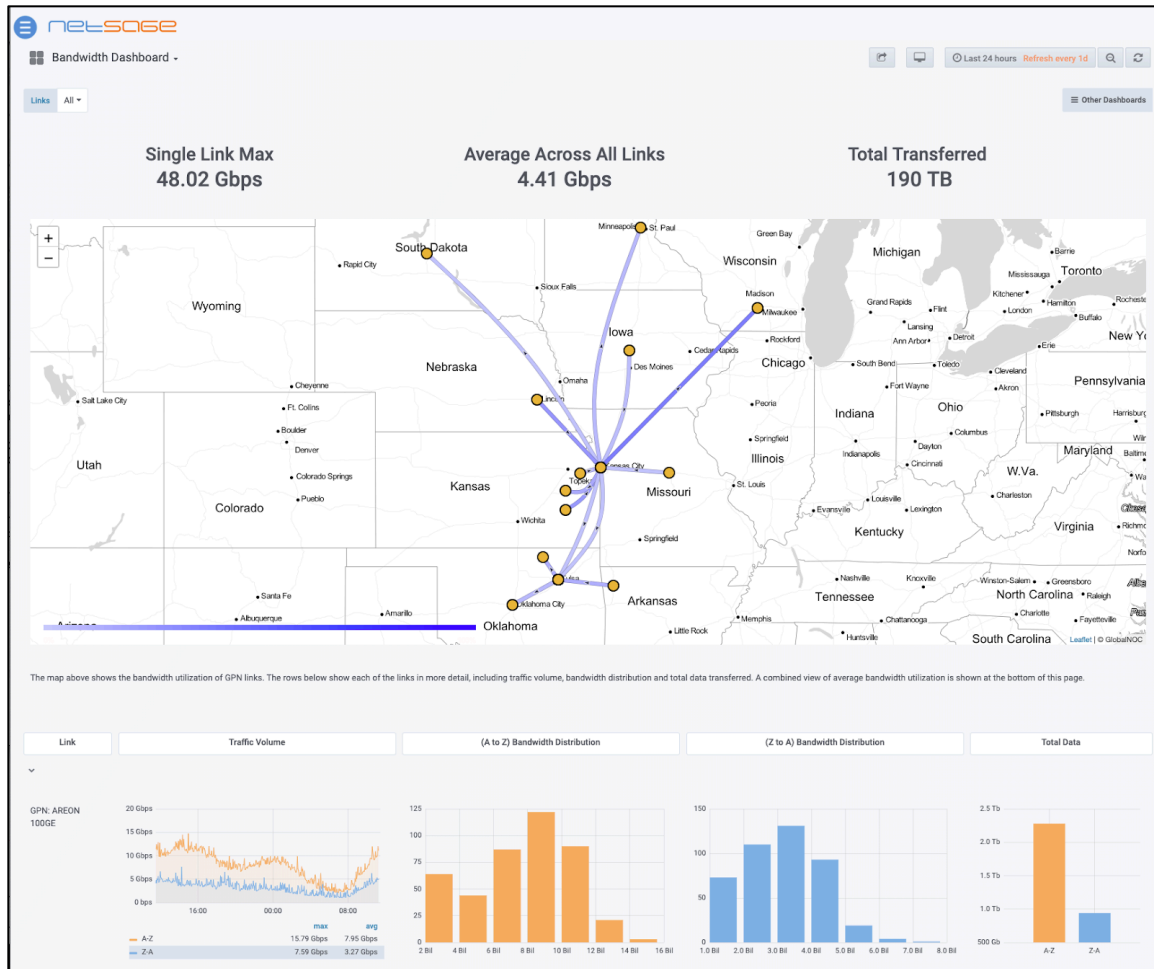 netsage
Bandwidth Dashboard
Last 24 hours Refresh every 1d
Links All
Other Dashboards
Single Link Max
48.02 Gbps
Average Across All Links
4.41 Gbps
Total Transferred
190 TB
+
−
Minneapolis St. Paul
Green Bay
South Dakota
Wisconsin
Michigan
Barrie
Rapid City
Mississauga
Toronto
Sioux Falls
Madison
Kitchener
Hamilton
Wyoming
Milwaukee
Grand Rapids
Flint
London
Buffalo
Iowa
Lansing
Rockford
Ann Arbor
Detroit
Erie
Cedar Rapids
Chicago
Nebraska
Des Moines
South Bend
Toledo
Cleveland
Omaha
Fort Wayne
Akron
Pennsylvania
Cheyenne
Salt Lake City
Lincoln
Ft. Colins
Peoria
Indiana
Ohio
Pittsburgh
Boulder
Columbus
Denver
Springfield
Dayton
Indianapolis
Maryland
Utah
Illinois
Cincinnati
W.Va.
Colorado Springs
Kansas
Missouri
St. Louis
Pueblo
Charleston
Colorado
Louisville
Evansville
Lexington
Wichita
Kentucky
Virginia
Springfield
Nashville
Knoxville
Winston-Salem
Greensboro
Santa Fe
Oklahoma City
Arkansas
Tennessee
North Carolina
Raleigh
Albuquerque
Amarillo
Memphis
Chattanooga
Charlotte
Fayetteville
Oklahoma
Little Rock
Huntsville
South Carolina
Leaflet | © GlobalNOC
The map above shows the bandwidth utilization of GPN links. The rows below show each of the links in more detail, including traffic volume, bandwidth distribution and total data transferred. A combined view of average bandwidth utilization is shown at the bottom of this page.
Link
Traffic Volume
(A to Z) Bandwidth Distribution
(Z to A) Bandwidth Distribution
Total Data
GPN: AREON
100GE
20 Gbps
15 Gbps
10 Gbps
5 Gbps
0 bps
16:00 00:00 08:00
max avg
A-Z 15.79 Gbps 7.95 Gbps
Z-A 7.59 Gbps 3.27 Gbps
125
100
75
50
25
0
2 Bil 4 Bil 6 Bil 8 Bil 10 Bil 12 Bil 14 Bil 16 Bil
150
100
50
0
1.0 Bil 2.0 Bil 3.0 Bil 4.0 Bil 5.0 Bil 6.0 Bil 7.0 Bil 8.0 Bil
2.5 Tb
2.0 Tb
1.5 Tb
1.0 Tb
500 Gb
A-Z Z-A